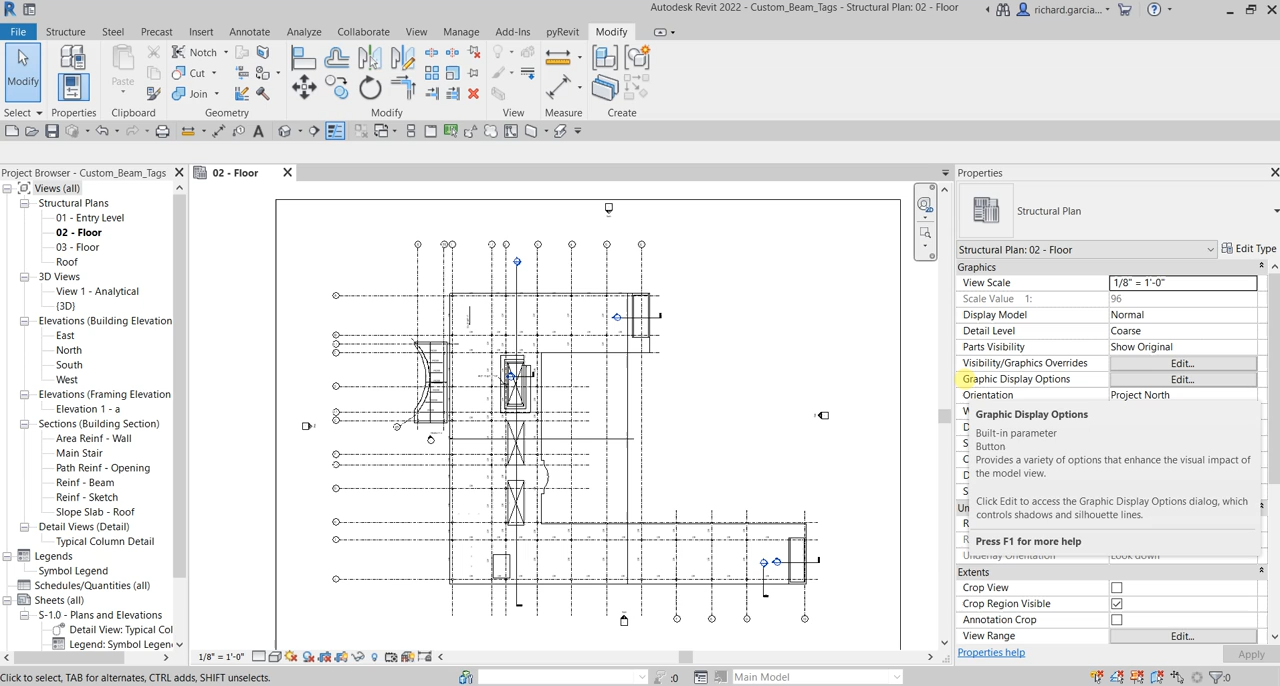 Autodesk Revit 2022 - Custom_Beam_Tags - Structural Plan: 02 - Floor
richard.garcia...
File Structure Steel Precast Insert Annotate Analyze Collaborate View Manage Add-Ins pyRevit Modify
Modify
Paste
Notch
Cut
Join
Select Properties Clipboard Geometry Modify View Measure Create
Project Browser - Custom_Beam_Tags
02 - Floor
Properties
Views (all)
Structural Plans
01 - Entry Level
02 - Floor
03 - Floor
Roof
3D Views
View 1 - Analytical
{3D}
Elevations (Building Elevation
East
North
South
West
Elevations (Framing Elevation
Elevation 1 - a
Sections (Building Section)
Area Reinf - Wall
Main Stair
Path Reinf - Opening
Reinf - Beam
Reinf - Sketch
Slope Slab - Roof
Detail Views (Detail)
Typical Column Detail
Legends
Symbol Legend
Schedules/Quantities (all)
Sheets (all)
S-1.0 - Plans and Elevations
Detail View: Typical Col
Legend: Symbol Legen
Structural Plan
Structural Plan: 02 - Floor
Edit Type
Graphics
View Scale 1/8" = 1'-0"
Scale Value 1: 96
Display Model Normal
Detail Level Coarse
Parts Visibility Show Original
Visibility/Graphics Overrides Edit...
Graphic Display Options Edit...
Orientation Project North
Graphic Display Options
Built-in parameter
Button
Provides a variety of options that enhance the visual impact of
the model view.
Click Edit to access the Graphic Display Options dialog, which
controls shadows and silhouette lines.
Press F1 for more help
Underlay Orientation Look down
Extents
Crop View
Crop Region Visible
Annotation Crop
View Range Edit...
Properties help
Apply
1/8" = 1'-0"
Click to select, TAB for alternates, CTRL adds, SHIFT unselects.
:0
Main Model
:0